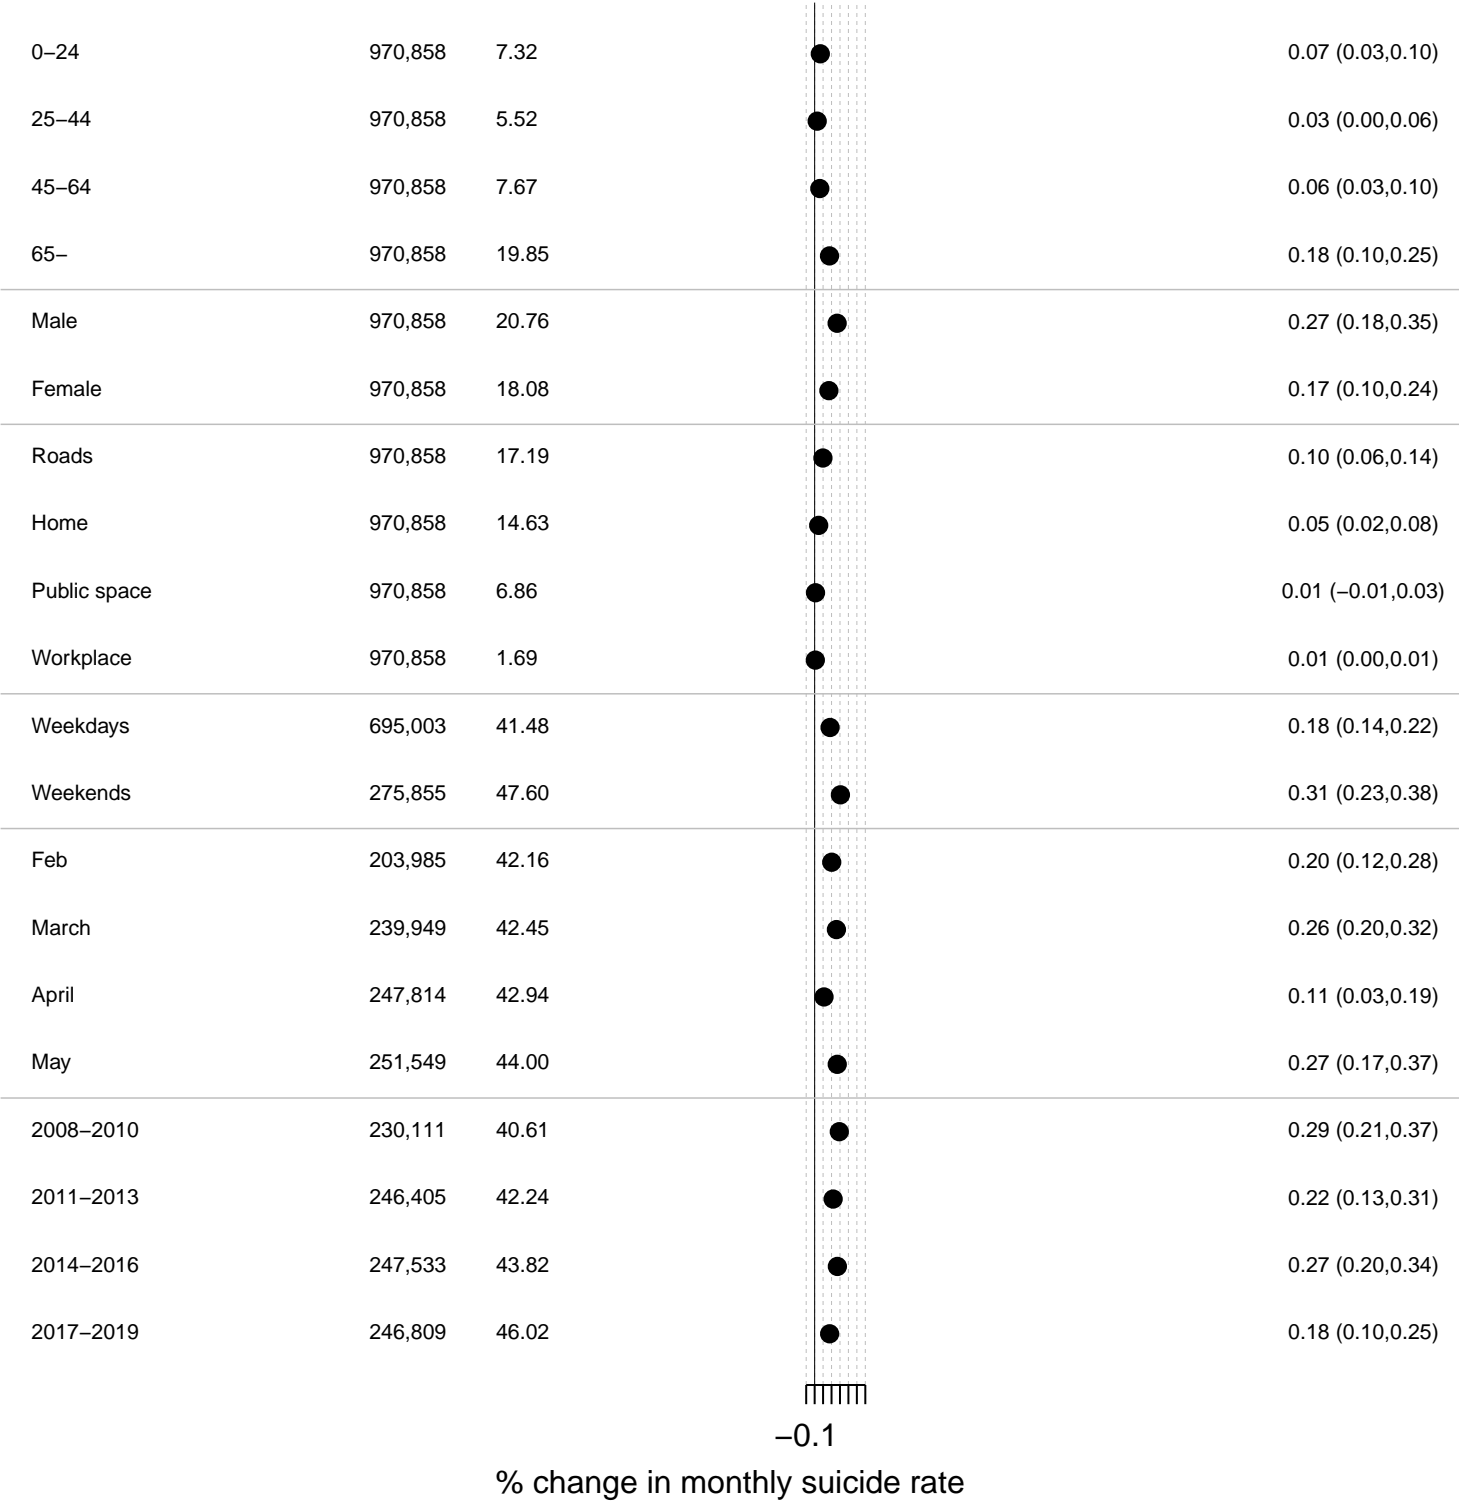 0−24 970,858 7.32 0.07 (0.03,0.10)
25−44 970,858 5.52 0.03 (0.00,0.06)
45−64 970,858 7.67 0.06 (0.03,0.10)
65− 970,858 19.85 0.18 (0.10,0.25)
Male 970,858 20.76 0.27 (0.18,0.35)
Female 970,858 18.08 0.17 (0.10,0.24)
Roads 970,858 17.19 0.10 (0.06,0.14)
Home 970,858 14.63 0.05 (0.02,0.08)
Public space 970,858 6.86 0.01 (−0.01,0.03)
Workplace 970,858 1.69 0.01 (0.00,0.01)
Weekdays 695,003 41.48 0.18 (0.14,0.22)
Weekends 275,855 47.60 0.31 (0.23,0.38)
Feb 203,985 42.16 0.20 (0.12,0.28)
March 239,949 42.45 0.26 (0.20,0.32)
April 247,814 42.94 0.11 (0.03,0.19)
May 251,549 44.00 0.27 (0.17,0.37)
2008−2010 230,111 40.61 0.29 (0.21,0.37)
2011−2013 246,405 42.24 0.22 (0.13,0.31)
2014−2016 247,533 43.82 0.27 (0.20,0.34)
2017−2019 246,809 46.02 0.18 (0.10,0.25)
−0.1
% change in monthly suicide rate